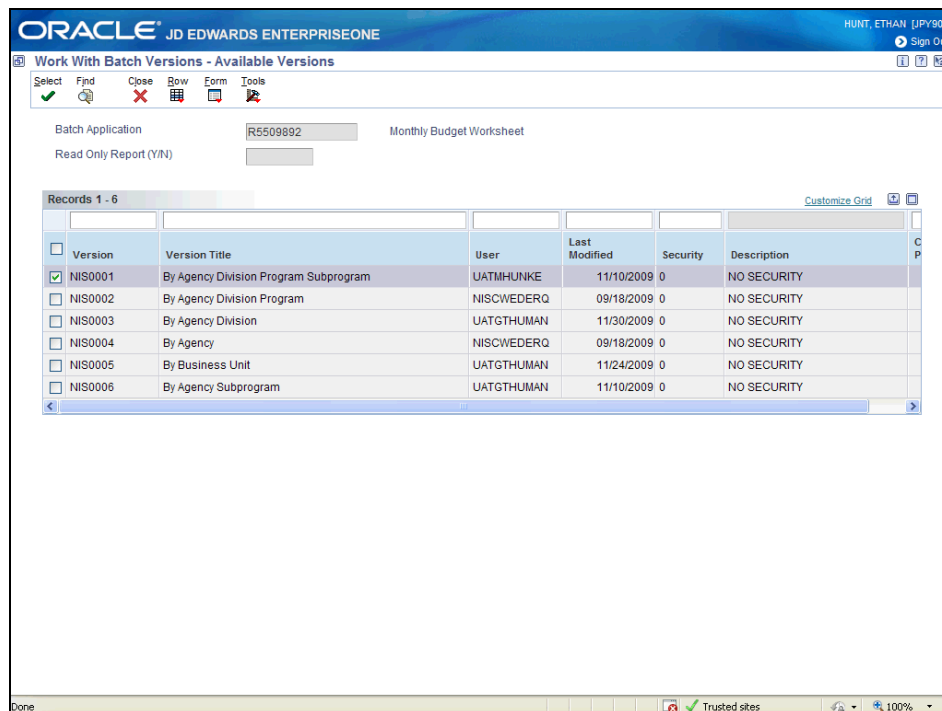 ORACLE® JD EDWARDS ENTERPRISEONE
HUNT, ETHAN [JPY90
Sign O
Work With Batch Versions - Available Versions
Select Find Close Row Form Tools
Batch Application R5509892 Monthly Budget Worksheet
Read Only Report (Y/N)
Records 1 - 6 Customize Grid
Version Version Title User Last Modified Security Description C P
NIS0001 By Agency Division Program Subprogram UATMHUNKE 11/10/2009 0 NO SECURITY
NIS0002 By Agency Division Program NISCWEDERQ 09/18/2009 0 NO SECURITY
NIS0003 By Agency Division UATGTHUMAN 11/30/2009 0 NO SECURITY
NIS0004 By Agency NISCWEDERQ 09/18/2009 0 NO SECURITY
NIS0005 By Business Unit UATGTHUMAN 11/24/2009 0 NO SECURITY
NIS0006 By Agency Subprogram UATGTHUMAN 11/10/2009 0 NO SECURITY
Done Trusted sites 100%